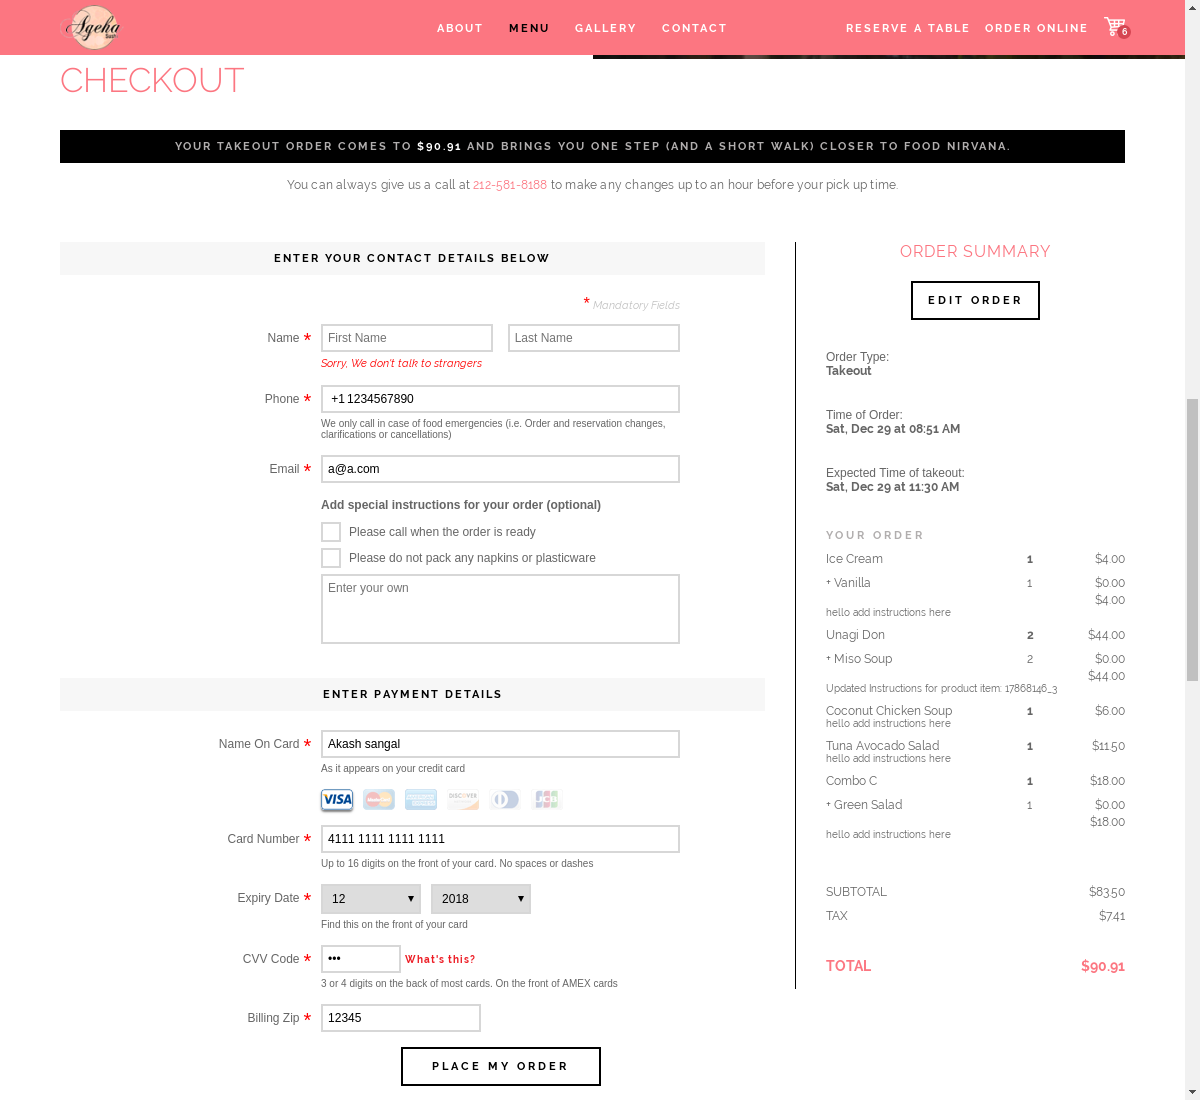 Ageha
ABOUT MENU GALLERY CONTACT RESERVE A TABLE ORDER ONLINE 6
CHECKOUT
YOUR TAKEOUT ORDER COMES TO $90.91 AND BRINGS YOU ONE STEP (AND A SHORT WALK) CLOSER TO FOOD NIRVANA.
You can always give us a call at 212-581-8188 to make any changes up to an hour before your pick up time.
ENTER YOUR CONTACT DETAILS BELOW
* Mandatory Fields
Name * First Name Last Name
Sorry, We don't talk to strangers
Phone * +1 1234567890
We only call in case of food emergencies (i.e. Order and reservation changes,
clarifications or cancellations)
Email * a@a.com
Add special instructions for your order (optional)
Please call when the order is ready
Please do not pack any napkins or plasticware
Enter your own
ENTER PAYMENT DETAILS
Name On Card * Akash sangal
As it appears on your credit card
VISA MasterCard DISCOVER JCB
Card Number * 4111 1111 1111 1111
Up to 16 digits on the front of your card. No spaces or dashes
Expiry Date * 12 2018
Find this on the front of your card
CVV Code * ••• What's this?
3 or 4 digits on the back of most cards. On the front of AMEX cards
Billing Zip * 12345
PLACE MY ORDER
ORDER SUMMARY
EDIT ORDER
Order Type:
Takeout
Time of Order:
Sat, Dec 29 at 08:51 AM
Expected Time of takeout:
Sat, Dec 29 at 11:30 AM
YOUR ORDER
Ice Cream 1 $4.00
+ Vanilla 1 $0.00
$4.00
hello add instructions here
Unagi Don 2 $44.00
+ Miso Soup 2 $0.00
$44.00
Updated Instructions for product item: 17868146_3
Coconut Chicken Soup 1 $6.00
hello add instructions here
Tuna Avocado Salad 1 $11.50
hello add instructions here
Combo C 1 $18.00
+ Green Salad 1 $0.00
$18.00
hello add instructions here
SUBTOTAL $83.50
TAX $7.41
TOTAL $90.91